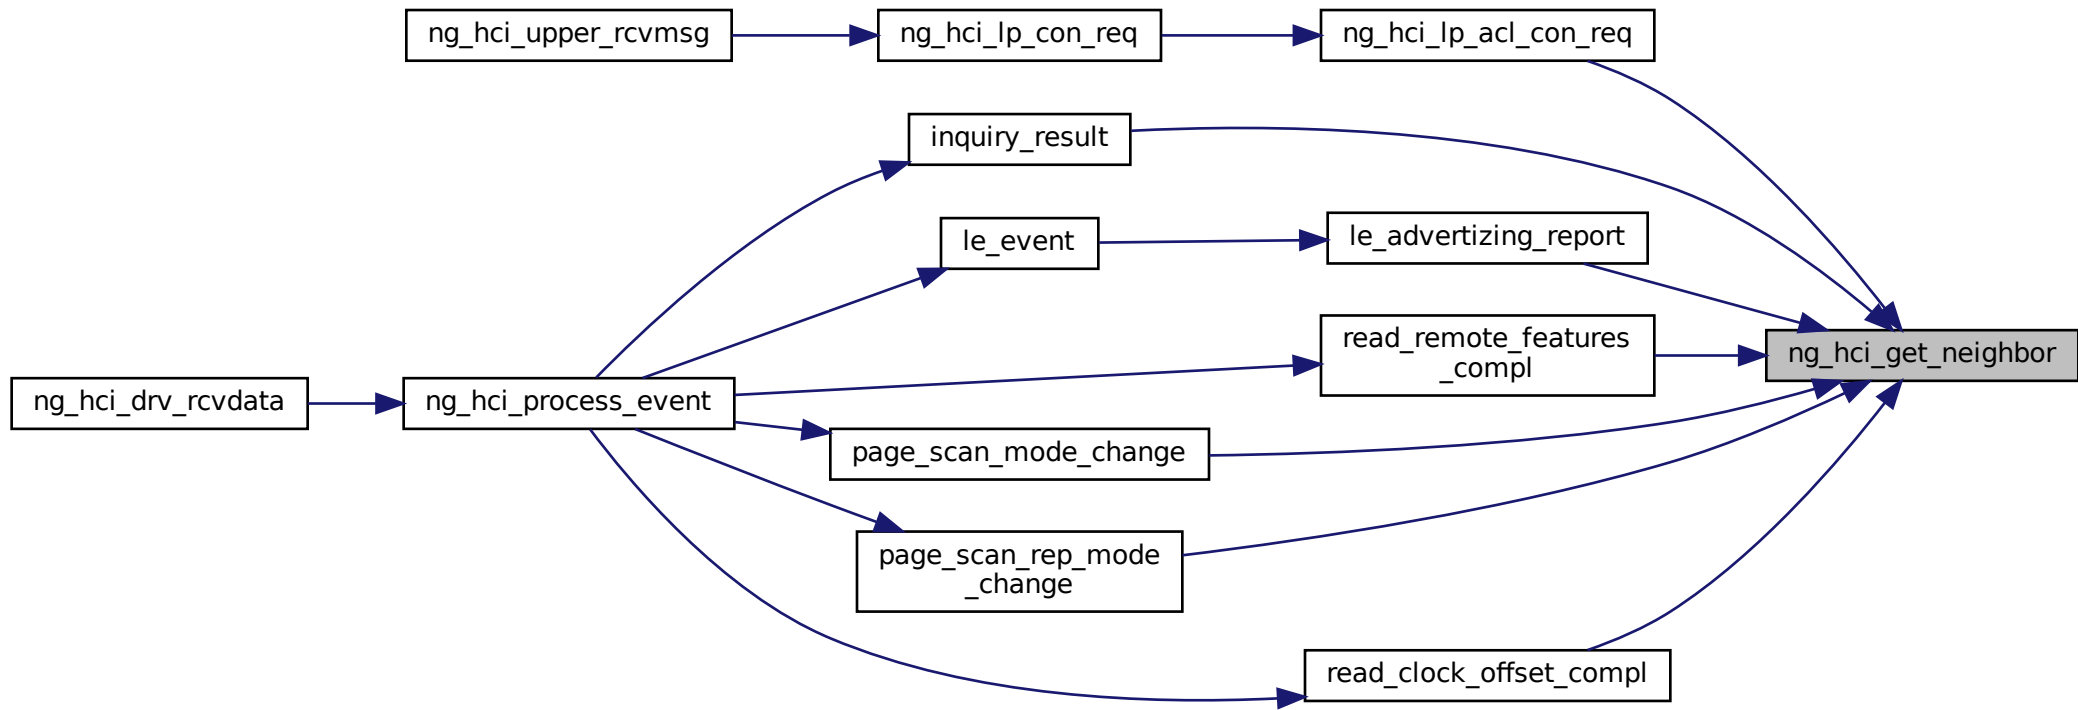 ng_hci_upper_rcvmsg
ng_hci_lp_con_req
ng_hci_lp_acl_con_req
inquiry_result
le_event
le_advertizing_report
read_remote_features
_compl
ng_hci_get_neighbor
ng_hci_drv_rcvdata
ng_hci_process_event
page_scan_mode_change
page_scan_rep_mode
_change
read_clock_offset_compl